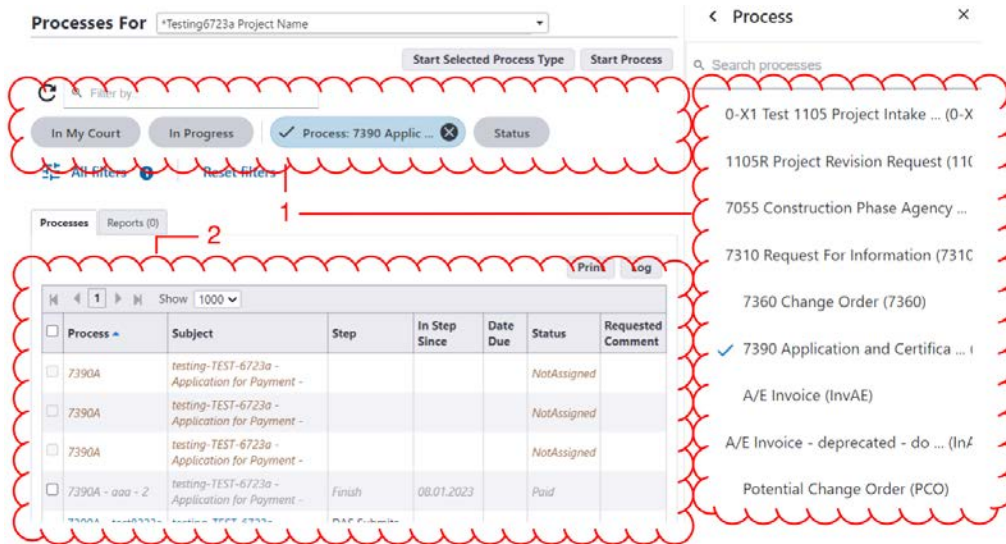 Processes For *Testing6723a Project Name
Start Selected Process Type Start Process
Filter by...
In My Court In Progress Process: 7390 Applic ... Status
All filters Reset filters
1
Processes Reports (0)
2
Print Log
1 Show 1000
Process Subject Step In Step Since Date Due Status Requested Comment
7390A testing-TEST-6723a - Application for Payment - NotAssigned
7390A testing-TEST-6723a - Application for Payment - NotAssigned
7390A testing-TEST-6723a - Application for Payment - NotAssigned
7390A - aaa - 2 testing-TEST-6723a - Application for Payment - Finish 08.01.2023 Paid
testing-TEST-6723a DAS Submits
Process
Search processes
0-X1 Test 1105 Project Intake ... (0-X
1105R Project Revision Request (110
7055 Construction Phase Agency ...
7310 Request For Information (7310
7360 Change Order (7360)
7390 Application and Certifica ... (
A/E Invoice (InvAE)
A/E Invoice - deprecated - do ... (InA
Potential Change Order (PCO)